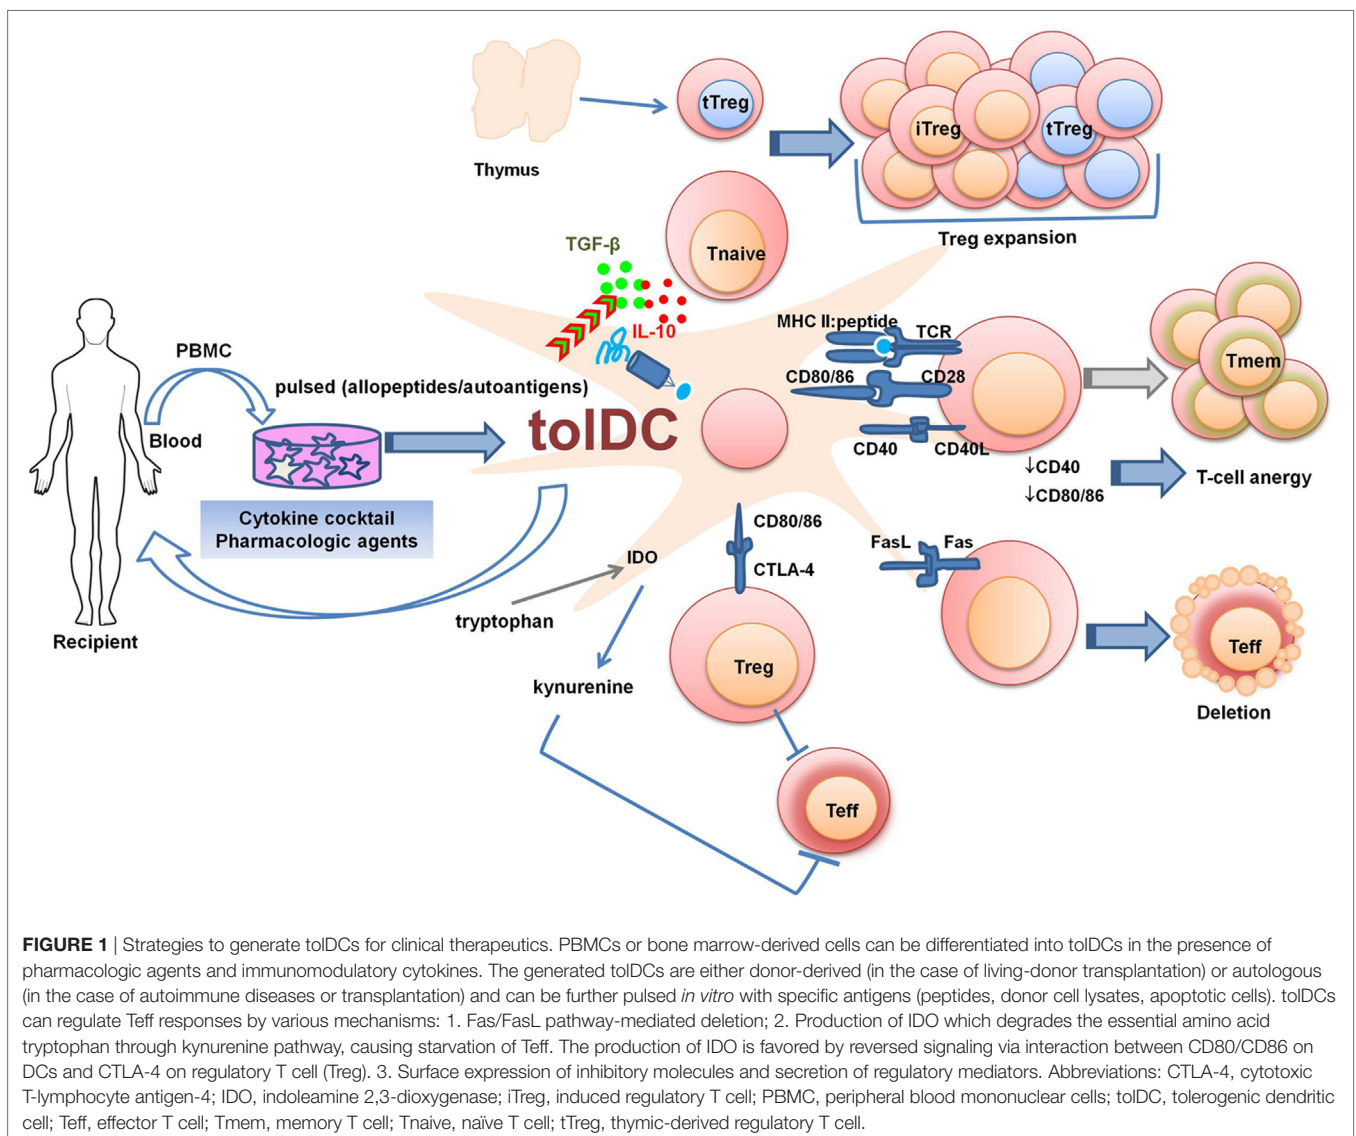 Thymus
tTreg
iTreg
tTreg
Treg expansion
Tnaive
TGF-β
IL-10
MHC II:peptide
TCR
CD80/86
CD28
CD40
CD40L
Tmem
↓CD40
↓CD80/86
T-cell anergy
PBMC
Blood
pulsed (allopeptides/autoantigens)
tolDC
Cytokine cocktail
Pharmacologic agents
Recipient
IDO
tryptophan
kynurenine
CD80/86
CTLA-4
Treg
Teff
FasL
Fas
Teff
Deletion
FIGURE 1 | Strategies to generate tolDCs for clinical therapeutics. PBMCs or bone marrow-derived cells can be differentiated into tolDCs in the presence of
pharmacologic agents and immunomodulatory cytokines. The generated tolDCs are either donor-derived (in the case of living-donor transplantation) or autologous
(in the case of autoimmune diseases or transplantation) and can be further pulsed in vitro with specific antigens (peptides, donor cell lysates, apoptotic cells). tolDCs
can regulate Teff responses by various mechanisms: 1. Fas/FasL pathway-mediated deletion; 2. Production of IDO which degrades the essential amino acid
tryptophan through kynurenine pathway, causing starvation of Teff. The production of IDO is favored by reversed signaling via interaction between CD80/CD86 on
DCs and CTLA-4 on regulatory T cell (Treg). 3. Surface expression of inhibitory molecules and secretion of regulatory mediators. Abbreviations: CTLA-4, cytotoxic
T-lymphocyte antigen-4; IDO, indoleamine 2,3-dioxygenase; iTreg, induced regulatory T cell; PBMC, peripheral blood mononuclear cells; tolDC, tolerogenic dendritic
cell; Teff, effector T cell; Tmem, memory T cell; Tnaive, naïve T cell; tTreg, thymic-derived regulatory T cell.